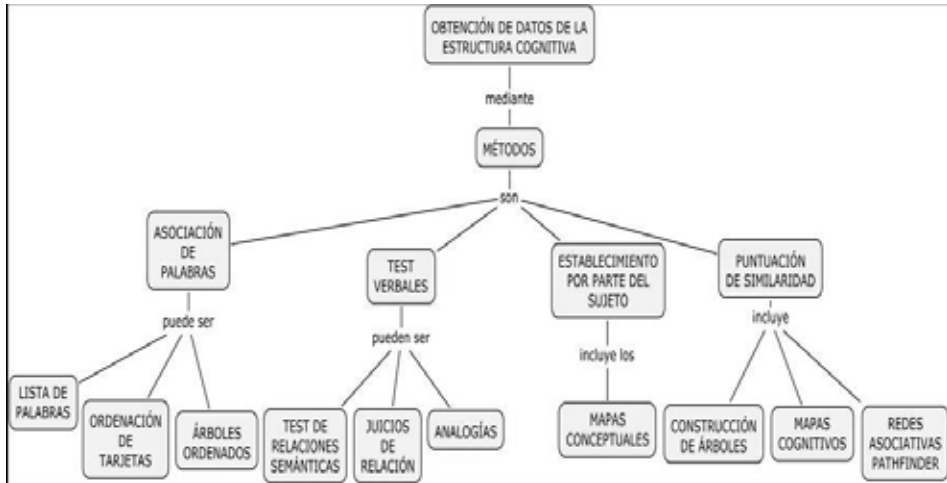 OBTENCIÓN DE DATOS DE LA
ESTRUCTURA COGNITIVA
mediante
MÉTODOS
son
ASOCIACIÓN
DE
PALABRAS
TEST
VERBALES
ESTABLECIMIENTO
POR PARTE DEL
SUJETO
PUNTUACIÓN
DE SIMILARIDAD
puede ser
pueden ser
incluye los
incluye
LISTA DE
PALABRAS
ORDENACIÓN
DE
TARJETAS
ÁRBOLES
ORDENADOS
TEST DE
RELACIONES
SEMÁNTICAS
JUICIOS
DE
RELACIÓN
ANALOGÍAS
MAPAS
CONCEPTUALES
CONSTRUCCIÓN
DE ÁRBOLES
MAPAS
COGNITIVOS
REDES
ASOCIATIVAS
PATHFINDER